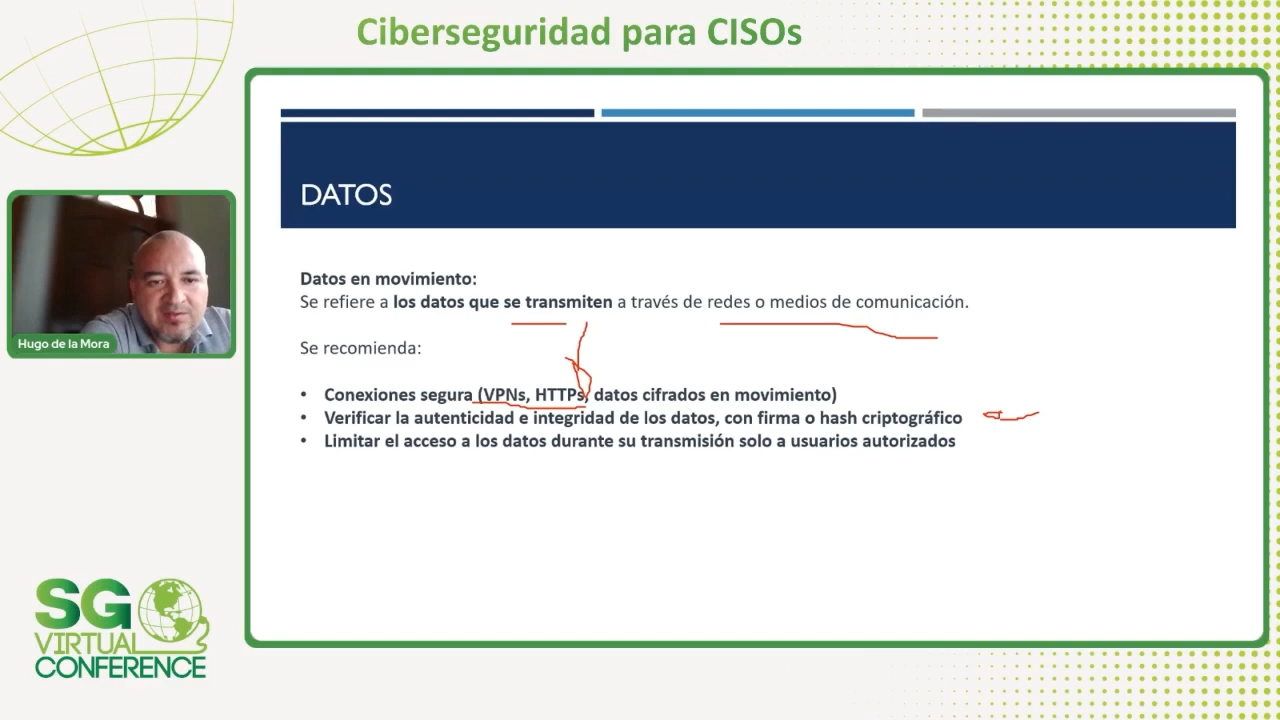 Ciberseguridad para CISOs
DATOS
Datos en movimiento:
Se refiere a los datos que se transmiten a través de redes o medios de comunicación.
Se recomienda:
• Conexiones segura (VPNs, HTTPs, datos cifrados en movimiento)
• Verificar la autenticidad e integridad de los datos, con firma o hash criptográfico
• Limitar el acceso a los datos durante su transmisión solo a usuarios autorizados
Hugo de la Mora
SG
VIRTUAL
CONFERENCE